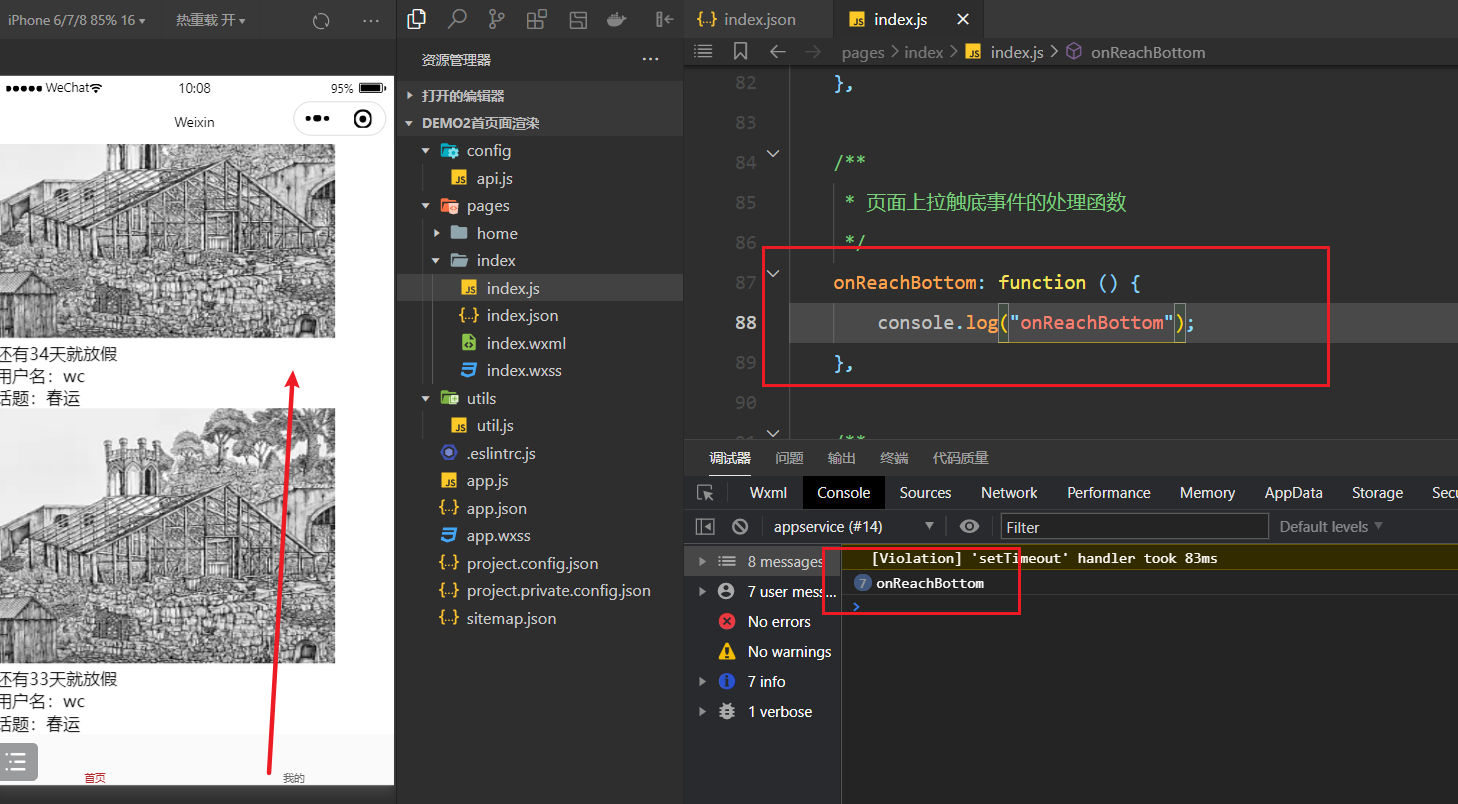 iPhone 6/7/8 85% 16
热重载 开
WeChat
10:08
95%
Weixin
还有34天就放假
用户名：wc
话题：春运
还有33天就放假
用户名：wc
话题：春运
首页
我的
资源管理器
打开的编辑器
DEMO2首页面渲染
config
api.js
pages
home
index
index.js
index.json
index.wxml
index.wxss
utils
util.js
.eslintrc.js
app.js
app.json
app.wxss
project.config.json
project.private.config.json
sitemap.json
index.json
index.js
pages > index > index.js > onReachBottom
82 },
83
84 /**
85 * 页面上拉触底事件的处理函数
86 */
87 onReachBottom: function () {
88 console.log("onReachBottom");
89 },
90
调试器 问题 输出 终端 代码质量
Wxml Console Sources Network Performance Memory AppData Storage Secu
appservice (#14)
Filter
Default levels
8 messages
7 user mess...
No errors
No warnings
7 info
1 verbose
[Violation] 'setTimeout' handler took 83ms
7 onReachBottom
>